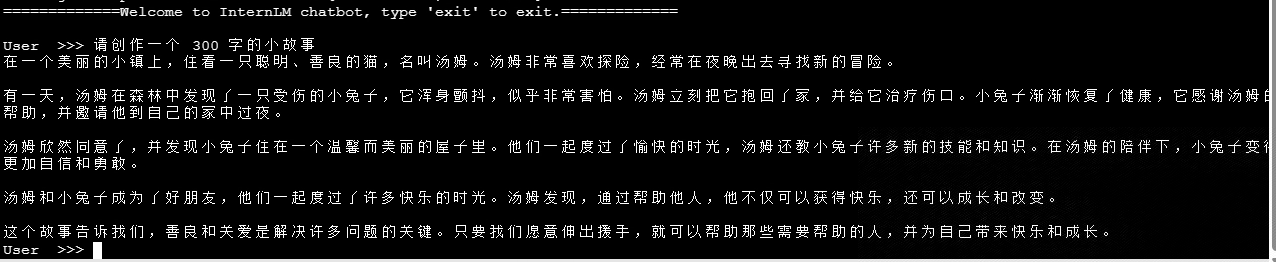 =============Welcome to InternLM chatbot, type 'exit' to exit.=============
User >>> 请创作一个 300 字的小故事
在一个美丽的小镇上，住着一只聪明、善良的猫，名叫汤姆。汤姆非常喜欢探险，经常在夜晚出去寻找新的冒险。
有一天，汤姆在森林中发现了一只受伤的小兔子，它浑身颤抖，似乎非常害怕。汤姆立刻把它抱回了家，并给它治疗伤口。小兔子渐渐恢复了健康，它感谢汤姆的
帮助，并邀请他到自己的家中过夜。
汤姆欣然同意了，并发现小兔子住在一个温馨而美丽的屋子里。他们一起度过了愉快的时光，汤姆还教小兔子许多新的技能和知识。在汤姆的陪伴下，小兔子变得
更加自信和勇敢。
汤姆和小兔子成为了好朋友，他们一起度过了许多快乐的时光。汤姆发现，通过帮助他人，他不仅可以获得快乐，还可以成长和改变。
这个故事告诉我们，善良和关爱是解决许多问题的关键。只要我们愿意伸出援手，就可以帮助那些需要帮助的人，并为自己带来快乐和成长。
User >>>